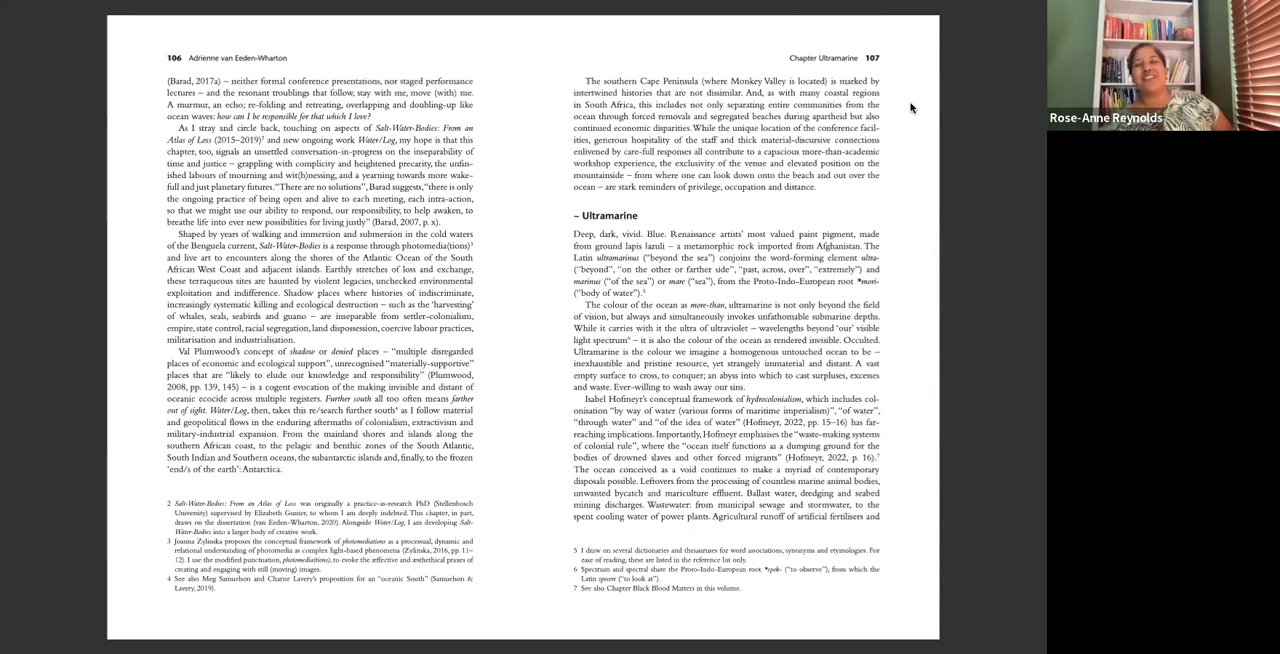 106 Adrienne van Eeden-Wharton
(Barad, 2017a) – neither formal conference presentations, nor staged performance
lectures – and the resonant troublings that follow, stay with me, move (with) me.
A murmur, an echo; re-folding and retreating, overlapping and doubling-up like
ocean waves: how can I be responsible for that which I love?
As I stray and circle back, touching on aspects of Salt-Water-Bodies: From an
Atlas of Loss (2015–2019)2 and new ongoing work Water/Log, my hope is that this
chapter, too, signals an unsettled conversation-in-progress on the inseparability of
time and justice – grappling with complicity and heightened precarity, the unfin-
ished labours of mourning and wit(h)nessing, and a yearning towards more wake-
full and just planetary futures. “There are no solutions”, Barad suggests, “there is only
the ongoing practice of being open and alive to each meeting, each intra-action,
so that we might use our ability to respond, our responsibility, to help awaken, to
breathe life into ever new possibilities for living justly” (Barad, 2007, p. x).
Shaped by years of walking and immersion and submersion in the cold waters
of the Benguela current, Salt-Water-Bodies is a response through photomedia(tions)3
and live art to encounters along the shores of the Atlantic Ocean of the South
African West Coast and adjacent islands. Earthly stretches of loss and exchange,
these terraqueous sites are haunted by violent legacies, unchecked environmental
exploitation and indifference. Shadow places where histories of indiscriminate,
increasingly systematic killing and ecological destruction – such as the ‘harvesting’
of whales, seals, seabirds and guano – are inseparable from settler-colonialism,
empire, state control, racial segregation, land dispossession, coercive labour practices,
militarisation and industrialisation.
Val Plumwood’s concept of shadow or denied places – “multiple disregarded
places of economic and ecological support”, unrecognised “materially-supportive”
places that are “likely to elude our knowledge and responsibility” (Plumwood,
2008, pp. 139, 145) – is a cogent evocation of the making invisible and distant of
oceanic ecocide across multiple registers. Further south all too often means farther
out of sight. Water/Log, then, takes this re/search further south4 as I follow material
and geopolitical flows in the enduring aftermaths of colonialism, extractivism and
military-industrial expansion. From the mainland shores and islands along the
southern African coast, to the pelagic and benthic zones of the South Atlantic,
South Indian and Southern oceans, the subantarctic islands and, finally, to the frozen
‘end/s of the earth’: Antarctica.
2 Salt-Water-Bodies: From an Atlas of Loss was originally a practice-as-research PhD (Stellenbosch
University) supervised by Elizabeth Gunter, to whom I am deeply indebted. This chapter, in part,
draws on the dissertation (van Eeden-Wharton, 2020). Alongside Water/Log, I am developing Salt-
Water-Bodies into a larger body of creative work.
3 Joanna Zylinska proposes the conceptual framework of photomediations as a processual, dynamic and
relational understanding of photomedia as complex light-based phenomena (Zylinska, 2016, pp. 11–
12). I use the modified punctuation, photomedia(tions), to evoke the æffective and æsthethical praxes of
creating and engaging with still (moving) images.
4 See also Meg Samuelson and Charne Lavery’s proposition for an “oceanic South” (Samuelson &
Lavery, 2019).
Chapter Ultramarine 107
The southern Cape Peninsula (where Monkey Valley is located) is marked by
intertwined histories that are not dissimilar. And, as with many coastal regions
in South Africa, this includes not only separating entire communities from the
ocean through forced removals and segregated beaches during apartheid but also
continued economic disparities. While the unique location of the conference facil-
ities, generous hospitality of the staff and thick material-discursive connections
enlivened by care-full responses all contribute to a capacious more-than-academic
workshop experience, the exclusivity of the venue and elevated position on the
mountainside – from where one can look down onto the beach and out over the
ocean – are stark reminders of privilege, occupation and distance.
~ Ultramarine
Deep, dark, vivid. Blue. Renaissance artists’ most valued paint pigment, made
from ground lapis lazuli – a metamorphic rock imported from Afghanistan. The
Latin ultramarinus (“beyond the sea”) conjoins the word-forming element ultra-
(“beyond”, “on the other or farther side”, “past, across, over”, “extremely”) and
marinus (“of the sea”) or mare (“sea”), from the Proto-Indo-European root *mori-
(“body of water”).5
The colour of the ocean as more-than, ultramarine is not only beyond the field
of vision, but always and simultaneously invokes unfathomable submarine depths.
While it carries with it the ultra of ultraviolet – wavelengths beyond ‘our’ visible
light spectrum6 – it is also the colour of the ocean as rendered invisible. Occulted.
Ultramarine is the colour we imagine a homogenous untouched ocean to be –
inexhaustible and pristine resource, yet strangely immaterial and distant. A vast
empty surface to cross, to conquer; an abyss into which to cast surpluses, excesses
and waste. Ever-willing to wash away our sins.
Isabel Hofmeyr’s conceptual framework of hydrocolonialism, which includes col-
onisation “by way of water (various forms of maritime imperialism)”, “of water”,
“through water” and “of the idea of water” (Hofmeyr, 2022, pp. 15–16) has far-
reaching implications. Importantly, Hofmeyr emphasises the “waste-making systems
of colonial rule”, where the “ocean itself functions as a dumping ground for the
bodies of drowned slaves and other forced migrants” (Hofmeyr, 2022, p. 16).7
The ocean conceived as a void continues to make a myriad of contemporary
disposals possible. Leftovers from the processing of countless marine animal bodies,
unwanted bycatch and mariculture effluent. Ballast water, dredging and seabed
mining discharges. Wastewater: from municipal sewage and stormwater, to the
spent cooling water of power plants. Agricultural runoff of artificial fertilisers and
5 I draw on several dictionaries and thesauruses for word associations, synonyms and etymologies. For
ease of reading, these are listed in the reference list only.
6 Spectrum and spectral share the Proto-Indo-European root *spek- (“to observe”), from which the
Latin specere (“to look at”).
7 See also Chapter Black Blood Matters in this volume.
Rose-Anne Reynolds